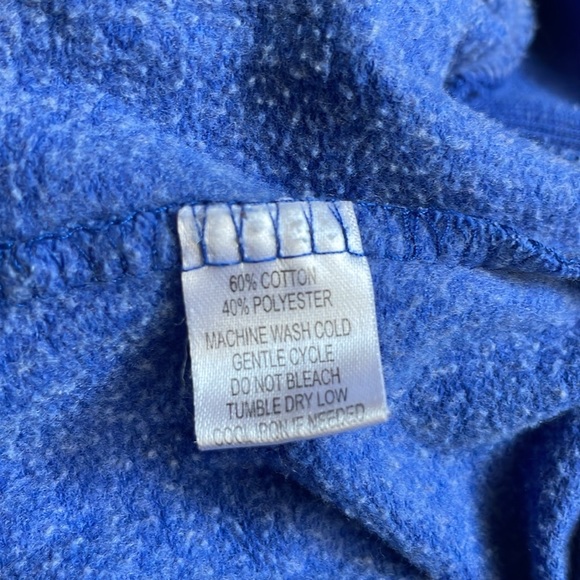 60% COTTON
40% POLYESTER
MACHINE WASH COLD
GENTLE CYCLE
DO NOT BLEACH
TUMBLE DRY LOW
COOL IRON IF NEEDED